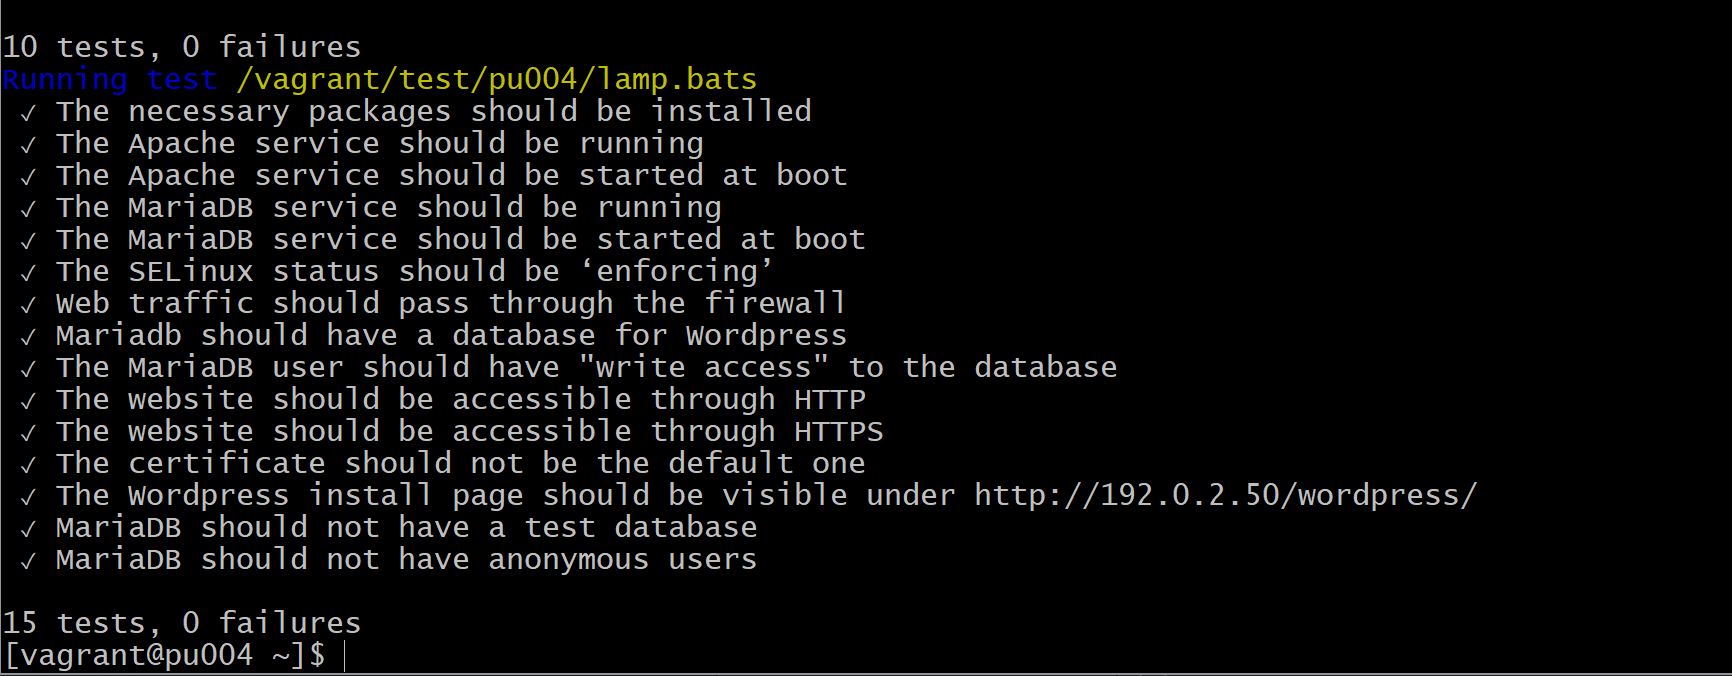 10 tests, 0 failures
Running test /vagrant/test/pu004/lamp.bats
✓ The necessary packages should be installed
✓ The Apache service should be running
✓ The Apache service should be started at boot
✓ The MariaDB service should be running
✓ The MariaDB service should be started at boot
✓ The SELinux status should be ‘enforcing’
✓ Web traffic should pass through the firewall
✓ Mariadb should have a database for Wordpress
✓ The MariaDB user should have "write access" to the database
✓ The website should be accessible through HTTP
✓ The website should be accessible through HTTPS
✓ The certificate should not be the default one
✓ The Wordpress install page should be visible under http://192.0.2.50/wordpress/
✓ MariaDB should not have a test database
✓ MariaDB should not have anonymous users
15 tests, 0 failures
[vagrant@pu004 ~]$